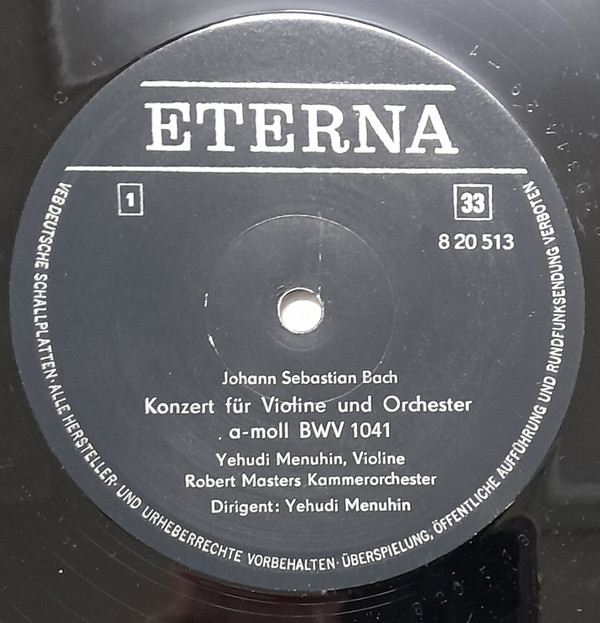 ETERNA
1
33
8 20 513
Johann Sebastian Bach
Konzert für Violine und Orchester
a-moll BWV 1041
Yehudi Menuhin, Violine
Robert Masters Kammerorchester
Dirigent: Yehudi Menuhin
VEB DEUTSCHE SCHALLPLATTEN · ALLE HERSTELLER- UND URHEBERRECHTE VORBEHALTEN · ÜBERSPIELUNG, ÖFFENTLICHE AUFFÜHRUNG UND RUNDFUNKSENDUNG VERBOTEN